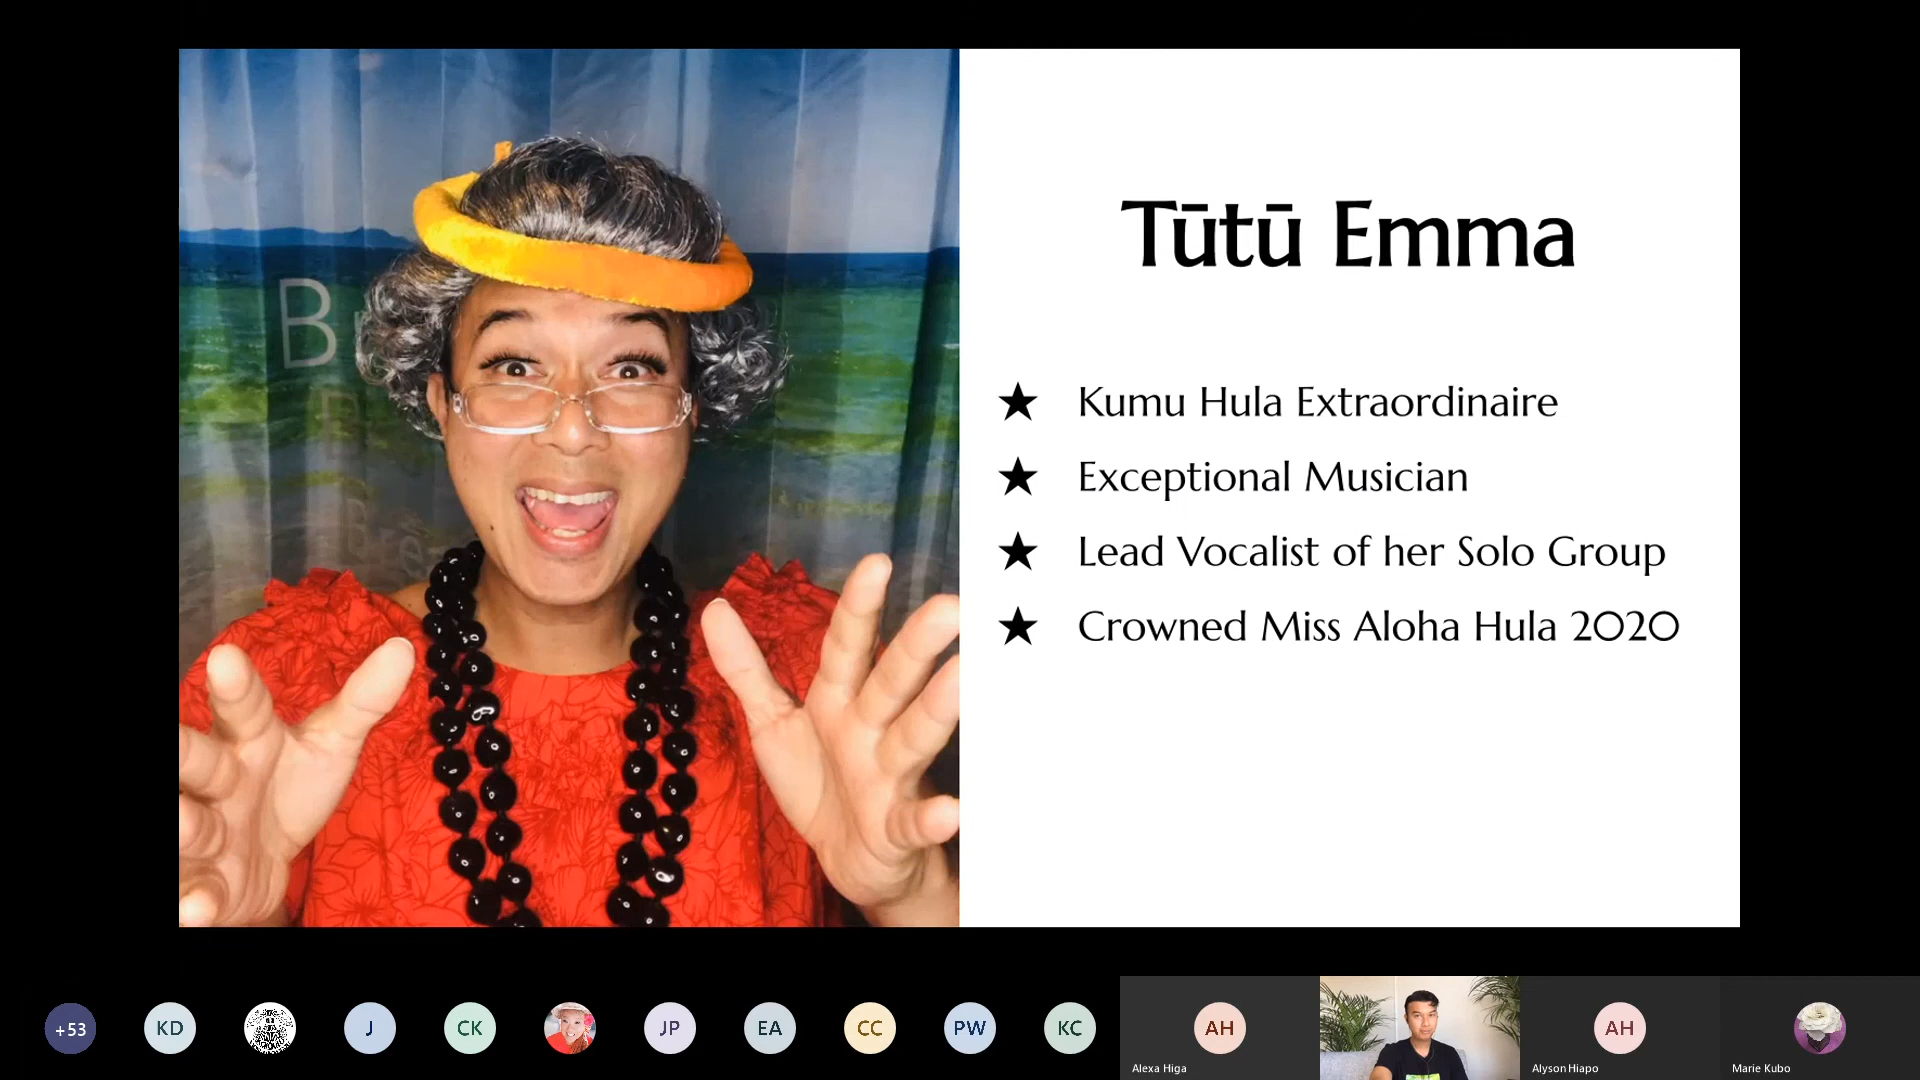 Tūtū Emma
★ Kumu Hula Extraordinaire
★ Exceptional Musician
★ Lead Vocalist of her Solo Group
★ Crowned Miss Aloha Hula 2020
+53
KD
J
CK
JP
EA
CC
PW
KC
AH
Alexa Higa
AH
Alyson Hiapo
Marie Kubo